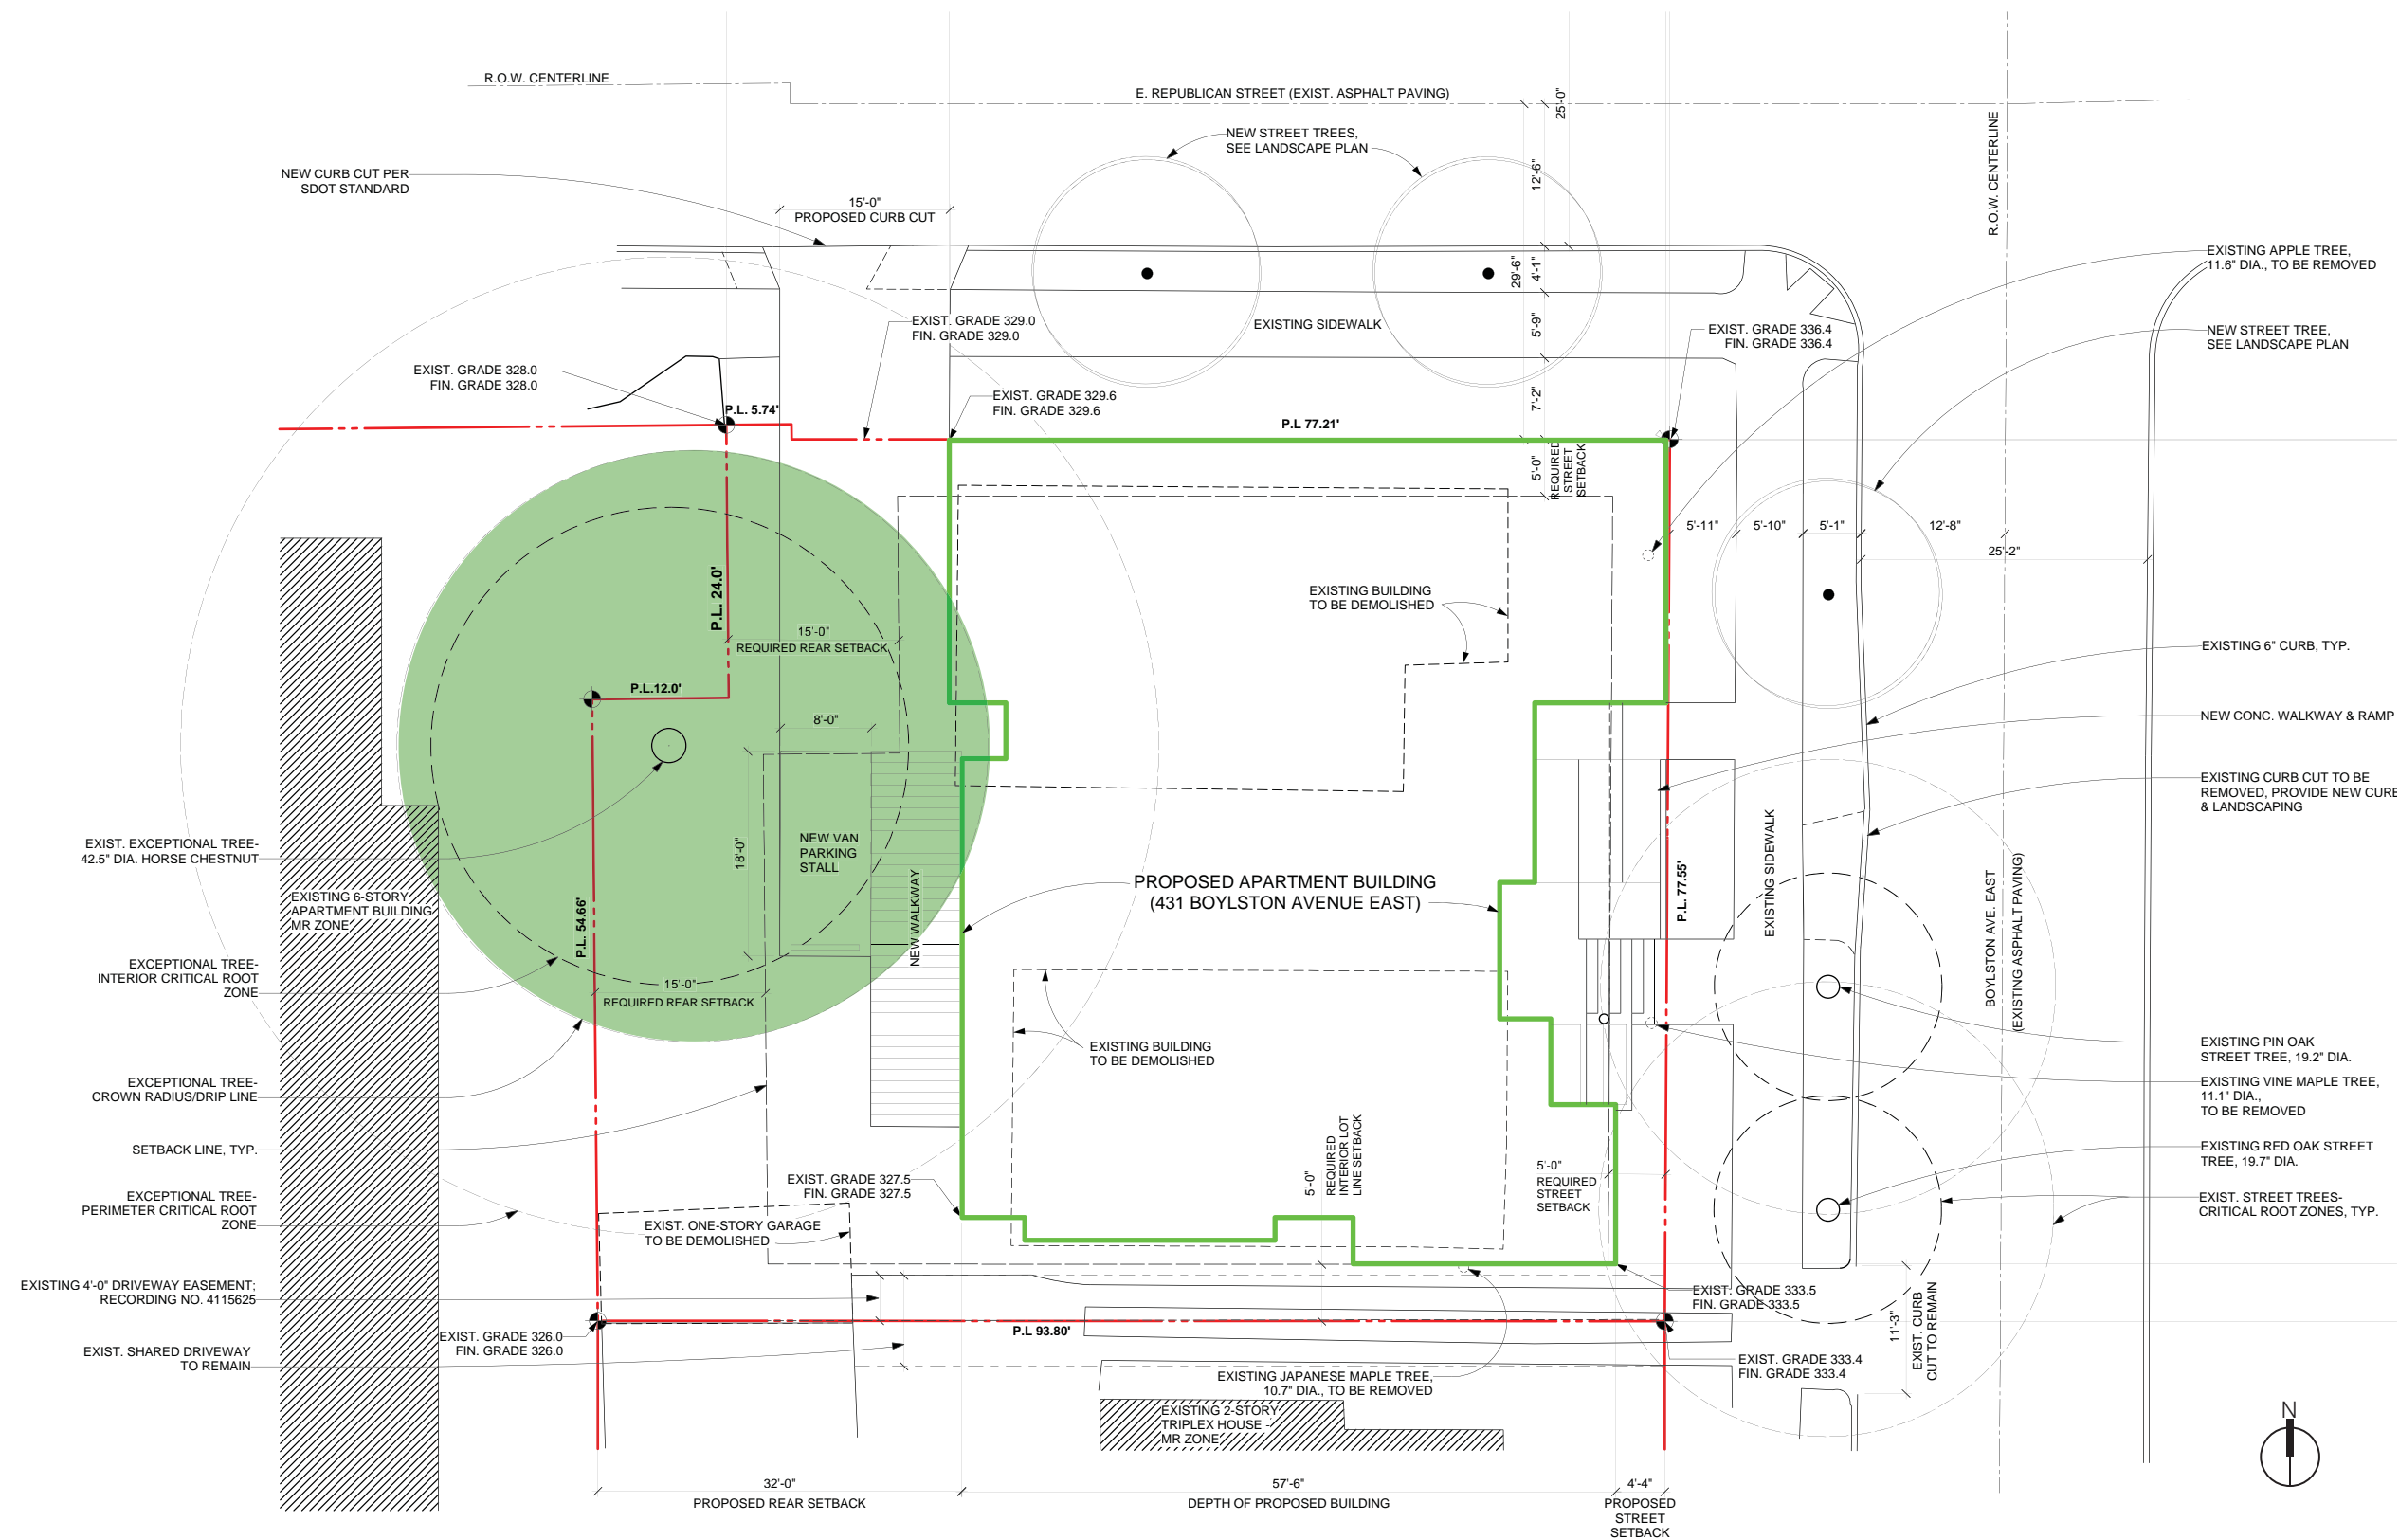 R.O.W. CENTERLINE
E. REPUBLICAN STREET (EXIST. ASPHALT PAVING)
25'-0"
R.O.W. CENTERLINE
NEW STREET TREES,
SEE LANDSCAPE PLAN
12'-6"
NEW CURB CUT PER
SDOT STANDARD
15'-0"
PROPOSED CURB CUT
29'-6"
4'-1"
EXISTING APPLE TREE,
11.6" DIA., TO BE REMOVED
EXIST. GRADE 329.0
FIN. GRADE 329.0
EXISTING SIDEWALK
5'-9"
EXIST. GRADE 336.4
FIN. GRADE 336.4
NEW STREET TREE,
SEE LANDSCAPE PLAN
EXIST. GRADE 328.0
FIN. GRADE 328.0
EXIST. GRADE 329.6
FIN. GRADE 329.6
7'-2"
P.L. 5.74'
P.L 77.21'
5'-0"
REQUIRED
STREET
SETBACK
5'-11"
5'-10"
5'-1"
12'-8"
25'-2"
P.L. 24.0'
EXISTING BUILDING
TO BE DEMOLISHED
15'-0"
REQUIRED REAR SETBACK
EXISTING 6" CURB, TYP.
P.L.12.0'
8'-0"
NEW CONC. WALKWAY & RAMP
EXISTING CURB CUT TO BE
REMOVED, PROVIDE NEW CURB
& LANDSCAPING
EXIST. EXCEPTIONAL TREE-
42.5" DIA. HORSE CHESTNUT
18'-0"
NEW VAN
PARKING
STALL
EXISTING SIDEWALK
EXISTING 6-STORY
APARTMENT BUILDING
MR ZONE
P.L. 54.66'
NEW WALKWAY
PROPOSED APARTMENT BUILDING
(431 BOYLSTON AVENUE EAST)
P.L. 77.55'
BOYLSTON AVE. EAST
(EXISTING ASPHALT PAVING)
EXCEPTIONAL TREE-
INTERIOR CRITICAL ROOT
ZONE
15'-0"
REQUIRED REAR SETBACK
EXISTING BUILDING
TO BE DEMOLISHED
EXISTING PIN OAK
STREET TREE, 19.2" DIA.
EXCEPTIONAL TREE-
CROWN RADIUS/DRIP LINE
EXISTING VINE MAPLE TREE,
11.1" DIA.,
TO BE REMOVED
SETBACK LINE, TYP.
5'-0"
REQUIRED
INTERIOR LOT
LINE SETBACK
5'-0"
REQUIRED
STREET
SETBACK
EXISTING RED OAK STREET
TREE, 19.7" DIA.
EXIST. GRADE 327.5
FIN. GRADE 327.5
EXCEPTIONAL TREE-
PERIMETER CRITICAL ROOT
ZONE
EXIST. STREET TREES-
CRITICAL ROOT ZONES, TYP.
EXIST. ONE-STORY GARAGE
TO BE DEMOLISHED
EXISTING 4'-0" DRIVEWAY EASEMENT;
RECORDING NO. 4115625
EXIST. GRADE 333.5
FIN. GRADE 333.5
EXIST. GRADE 326.0
FIN. GRADE 326.0
P.L 93.80'
11'-3"
EXIST. CURB
CUT TO REMAIN
EXIST. SHARED DRIVEWAY
TO REMAIN
EXIST. GRADE 333.4
FIN. GRADE 333.4
EXISTING JAPANESE MAPLE TREE,
10.7" DIA., TO BE REMOVED
EXISTING 2-STORY
TRIPLEX HOUSE -
MR ZONE
N
32'-0"
PROPOSED REAR SETBACK
57'-6"
DEPTH OF PROPOSED BUILDING
4'-4"
PROPOSED
STREET
SETBACK